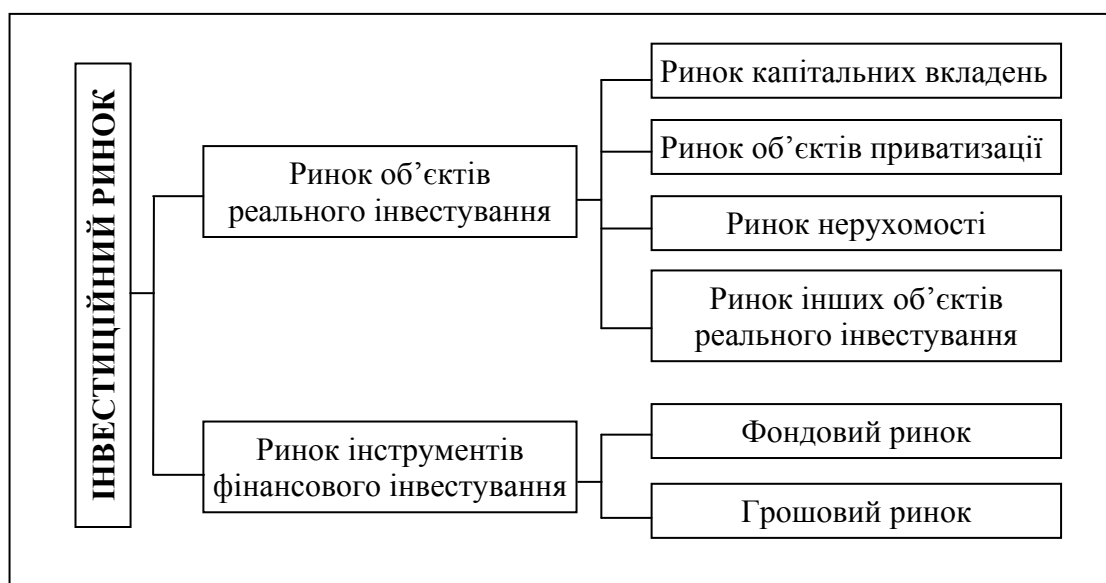 ІНВЕСТИЦІЙНИЙ РИНОК
Ринок об’єктів
реального інвестування
Ринок капітальних вкладень
Ринок об’єктів приватизації
Ринок нерухомості
Ринок інших об’єктів
реального інвестування
Ринок інструментів
фінансового інвестування
Фондовий ринок
Грошовий ринок